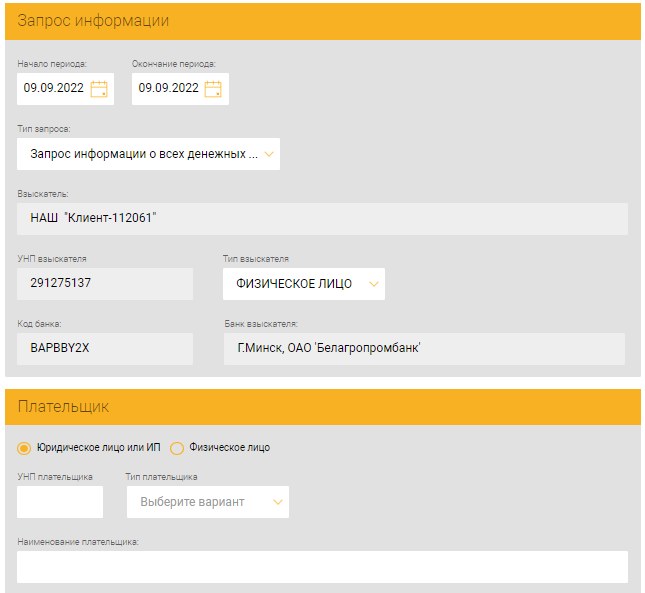 Запрос информации
Начало периода: Окончание периода:
09.09.2022 09.09.2022
Тип запроса:
Запрос информации о всех денежных ...
Взыскатель:
НАШ "Клиент-112061"
УНП взыскателя Тип взыскателя
291275137 ФИЗИЧЕСКОЕ ЛИЦО
Код банка: Банк взыскателя:
BAPBBY2X Г.Минск, ОАО 'Белагропромбанк'
Плательщик
Юридическое лицо или ИП Физическое лицо
УНП плательщика Тип плательщика
Выберите вариант
Наименование плательщика: